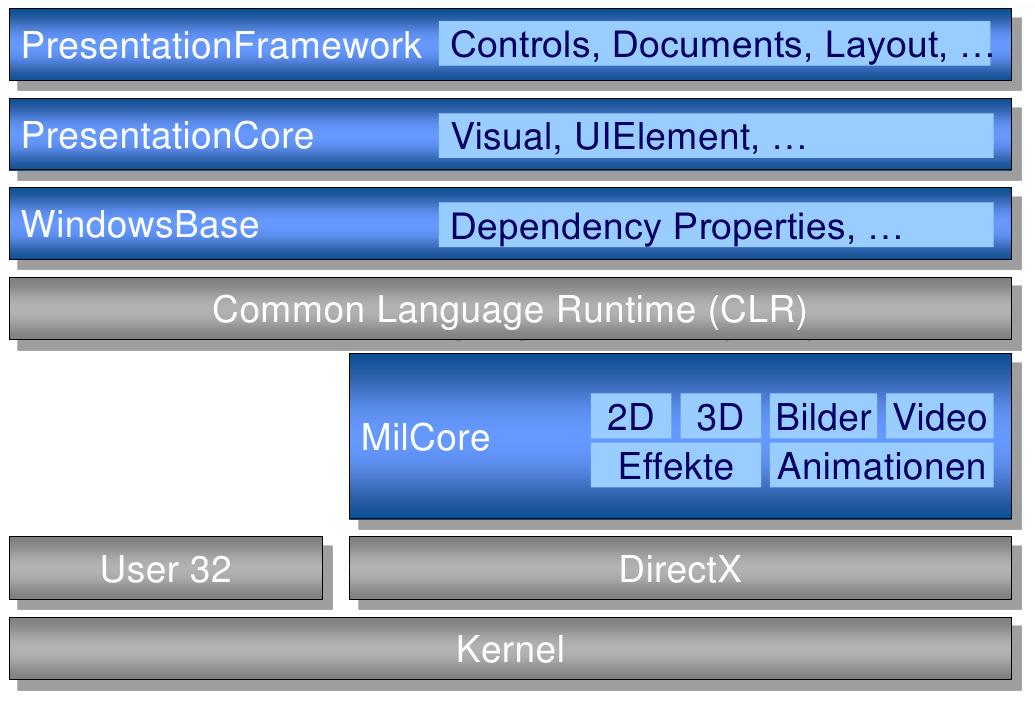 PresentationFramework Controls, Documents, Layout, …
PresentationCore Visual, UIElement, …
WindowsBase Dependency Properties, …
Common Language Runtime (CLR)
MilCore
2D 3D Bilder Video
Effekte Animationen
User 32 DirectX
Kernel